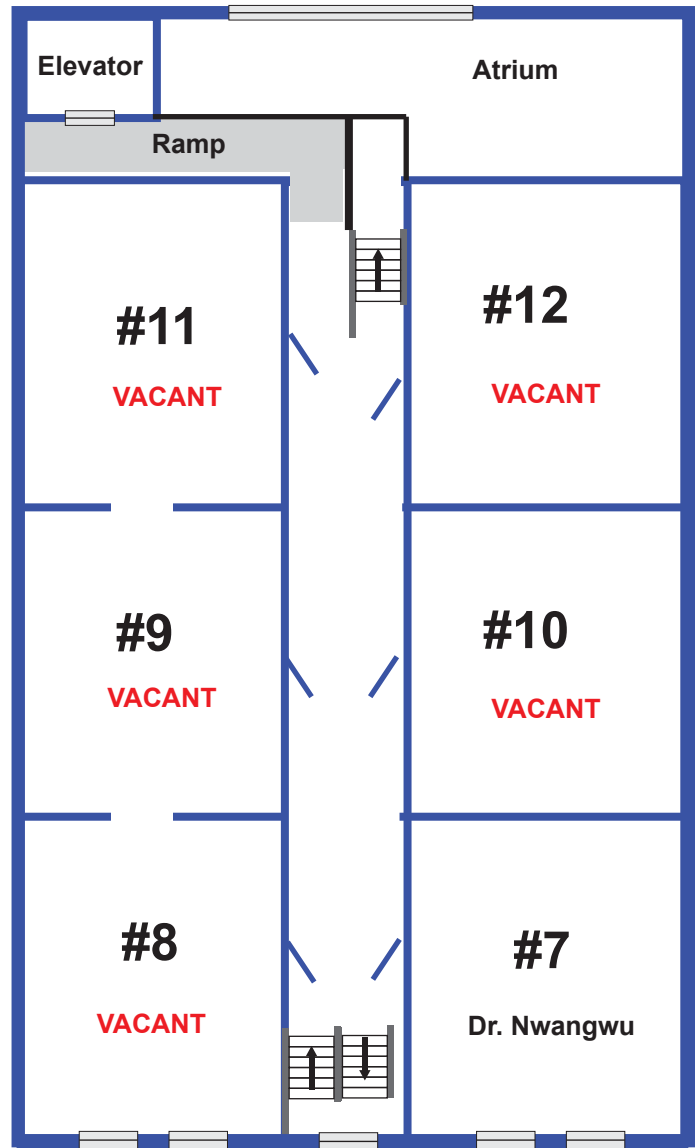 Elevator
Atrium
Ramp
#11
VACANT
#12
VACANT
#9
VACANT
#10
VACANT
#8
VACANT
#7
Dr. Nwangwu